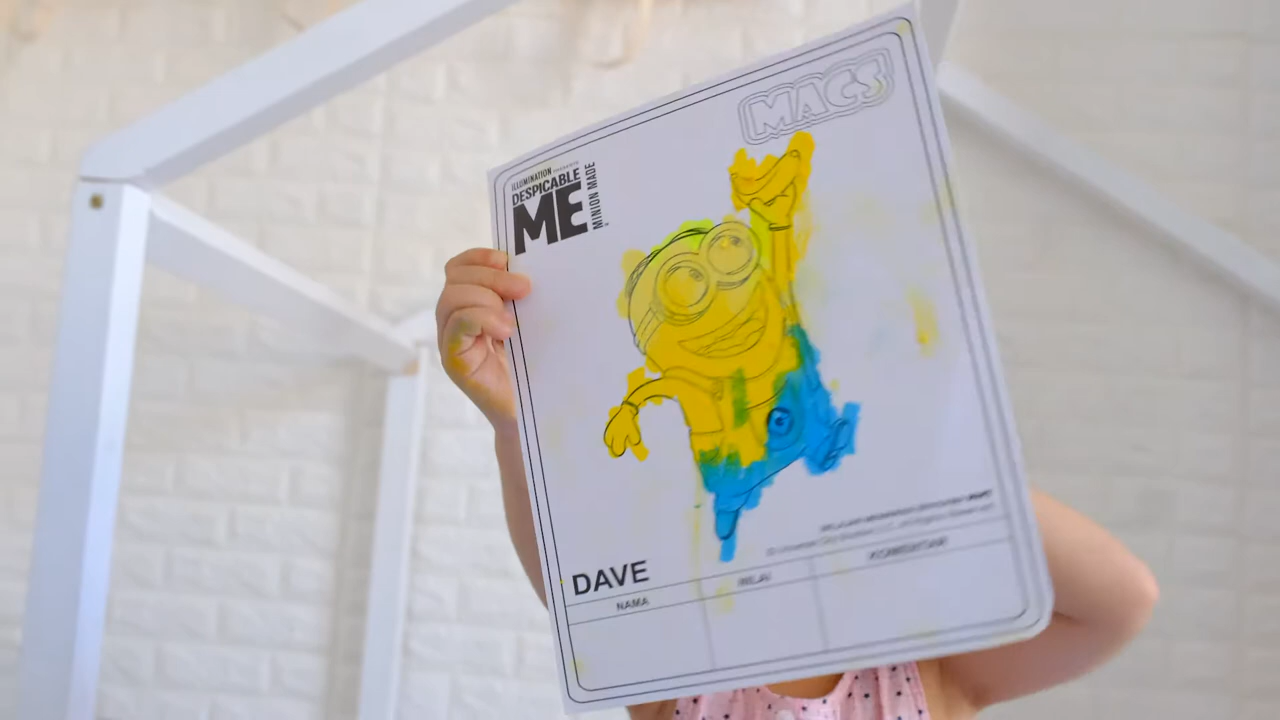 MACS
ILLUMINATION PRESENTS
DESPICABLE
ME
MINION MADE
DAVE
NAMA
NILAI
KOMENTAR